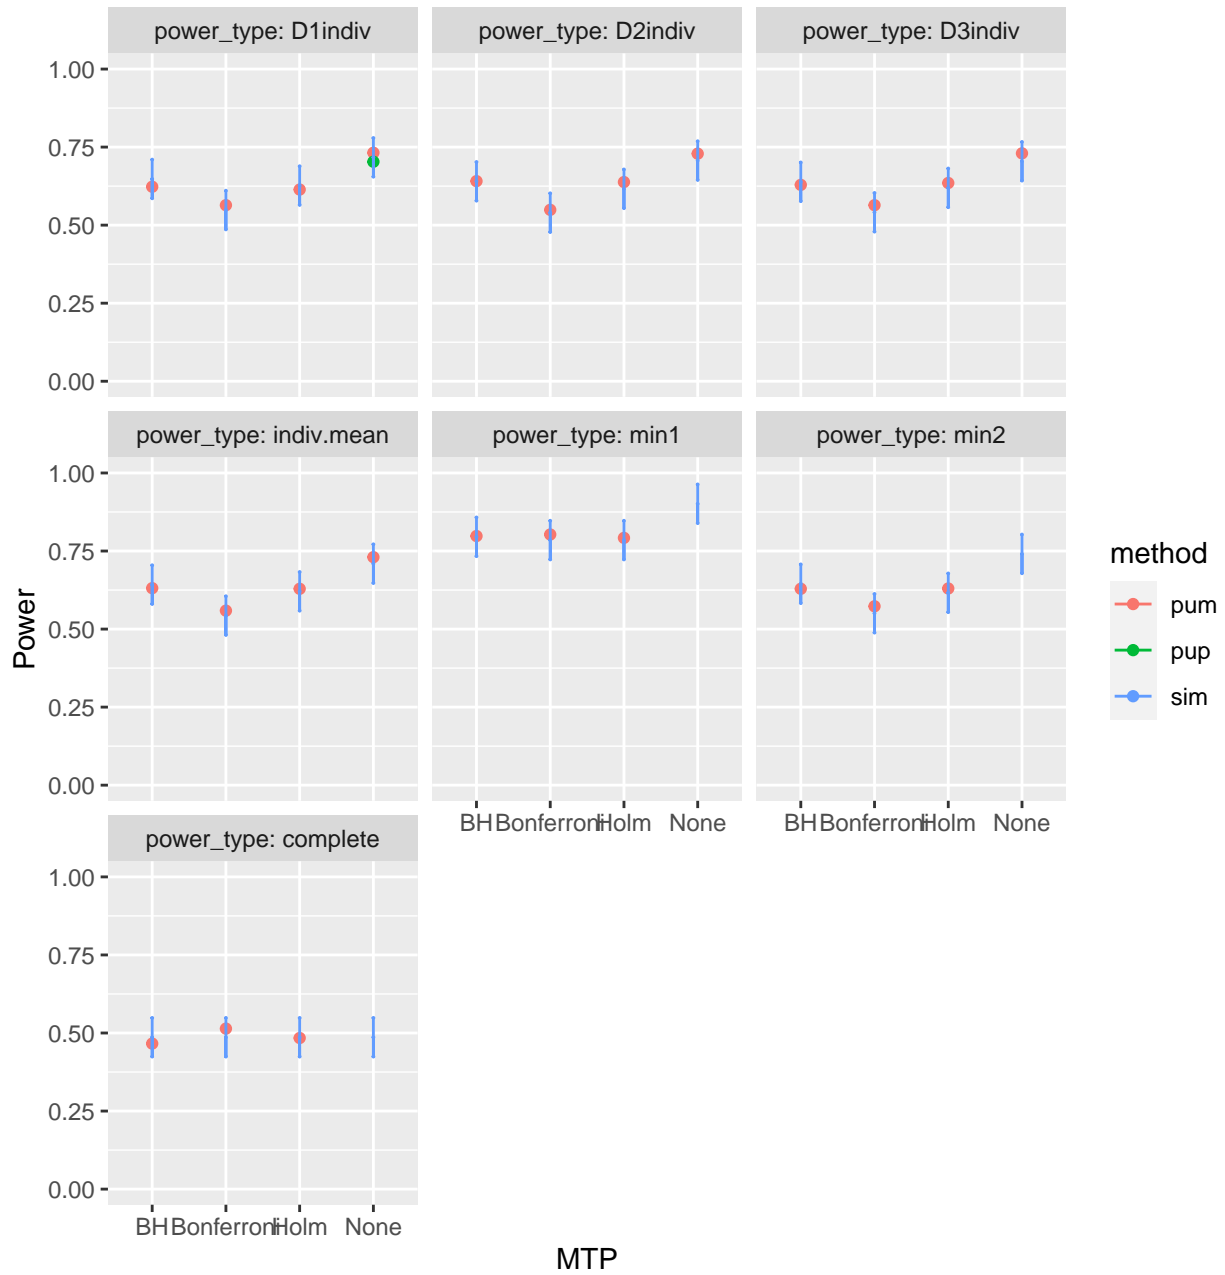 power_type: D1indiv power_type: D2indiv power_type: D3indiv
1.00
0.75
0.50
0.25
0.00
power_type: indiv.mean power_type: min1 power_type: min2
1.00
0.75
0.50
0.25
0.00
BH Bonferroni Holm None BH Bonferroni Holm None
power_type: complete
1.00
0.75
0.50
0.25
0.00
BH Bonferroni Holm None
MTP
Power
method
pum
pup
sim